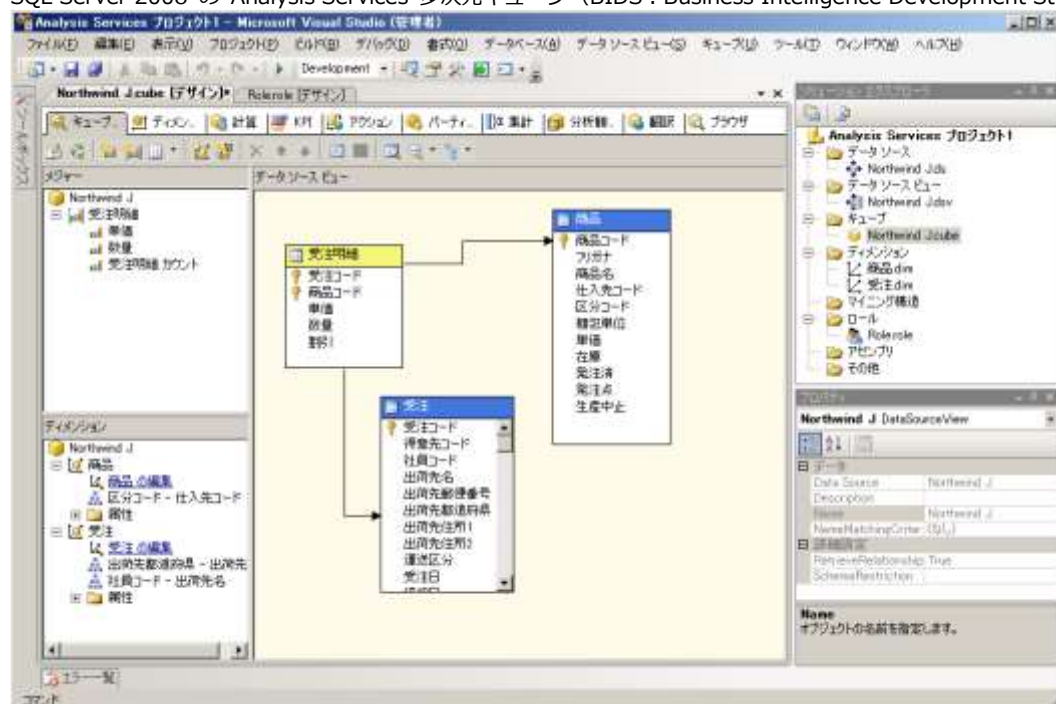 SQL Server 2008 の Analysis Services 多次元キューブ（BIDS：Business Intelligence Development St
Analysis Services プロジェクト1 - Microsoft Visual Studio (管理者)
ファイル(F) 編集(E) 表示(V) プロジェクト(P) ビルド(B) デバッグ(D) 書式(O) データベース(A) データ ソース ビュー(S) キューブ(U) ツール(T) ウィンドウ(W) ヘルプ(H)
Development
Northwind J.cube [デザイン]* Role.role [デザイン]
キューブ.. ディメン.. 計算 KPI アクション パーティ.. 集計 分析観.. 翻訳 ブラウザ
メジャー
Northwind J
受注明細
単価
数量
受注明細 カウント
ディメンション
Northwind J
商品
商品 の編集
区分コード - 仕入先コード
属性
受注
受注 の編集
出荷先都道府県 - 出荷先
社員コード - 出荷先名
属性
データ ソース ビュー
受注明細
受注コード
商品コード
単価
数量
割引
商品
商品コード
フリガナ
商品名
仕入先コード
区分コード
梱包単位
単価
在庫
発注済
発注点
生産中止
受注
受注コード
得意先コード
社員コード
出荷先名
出荷先郵便番号
出荷先都道府県
出荷先住所1
出荷先住所2
運送区分
受注日
ソリューション エクスプローラ
Analysis Services プロジェクト1
データ ソース
Northwind J.ds
データ ソース ビュー
Northwind J.dsv
キューブ
Northwind J.cube
ディメンション
商品.dim
受注.dim
マイニング構造
ロール
Role.role
アセンブリ
その他
プロパティ
Northwind J DataSourceView
データ
Data Source Northwind J
Description
Name Northwind J
NameMatchingCriter (なし)
詳細設定
RetrieveRelationship True
SchemaRestriction
Name
オブジェクトの名前を指定します。
エラー一覧
コマンド